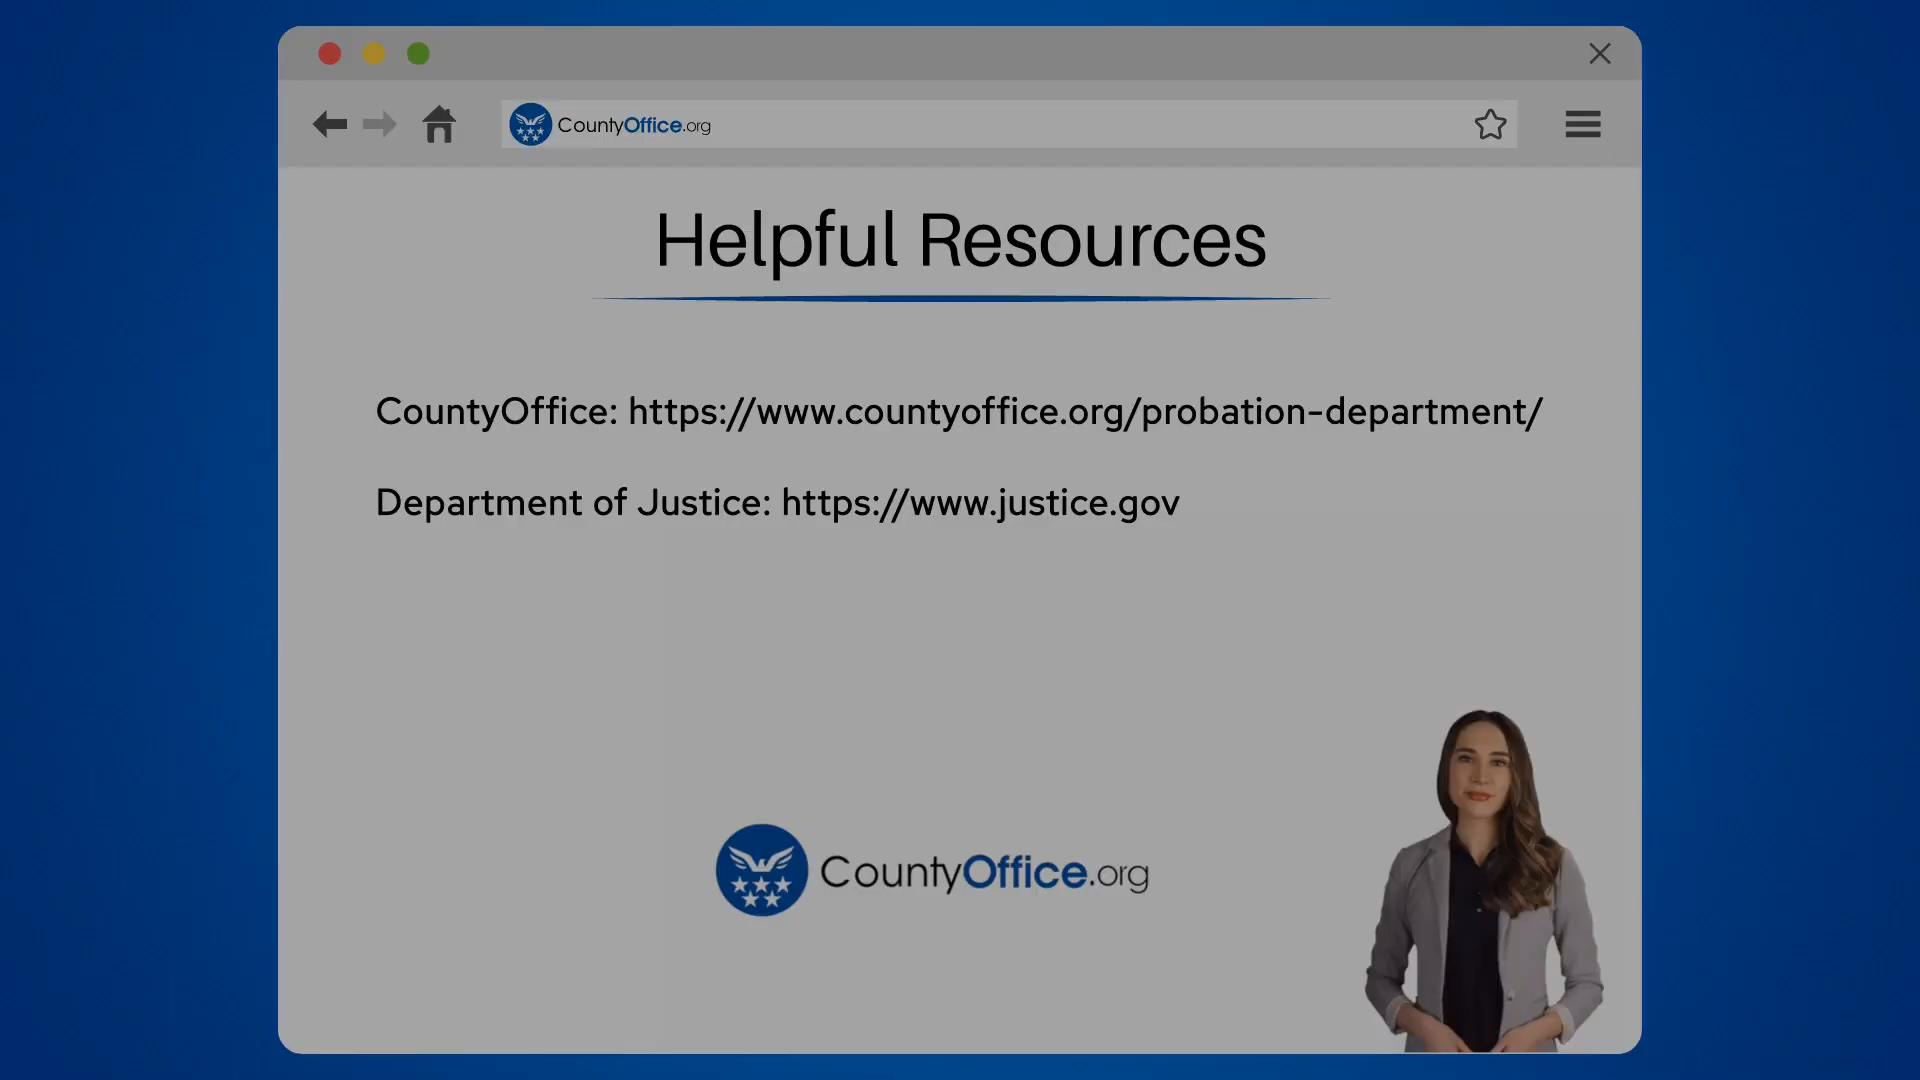 CountyOffice.org
Helpful Resources
CountyOffice: https://www.countyoffice.org/probation-department/
Department of Justice: https://www.justice.gov
CountyOffice.org